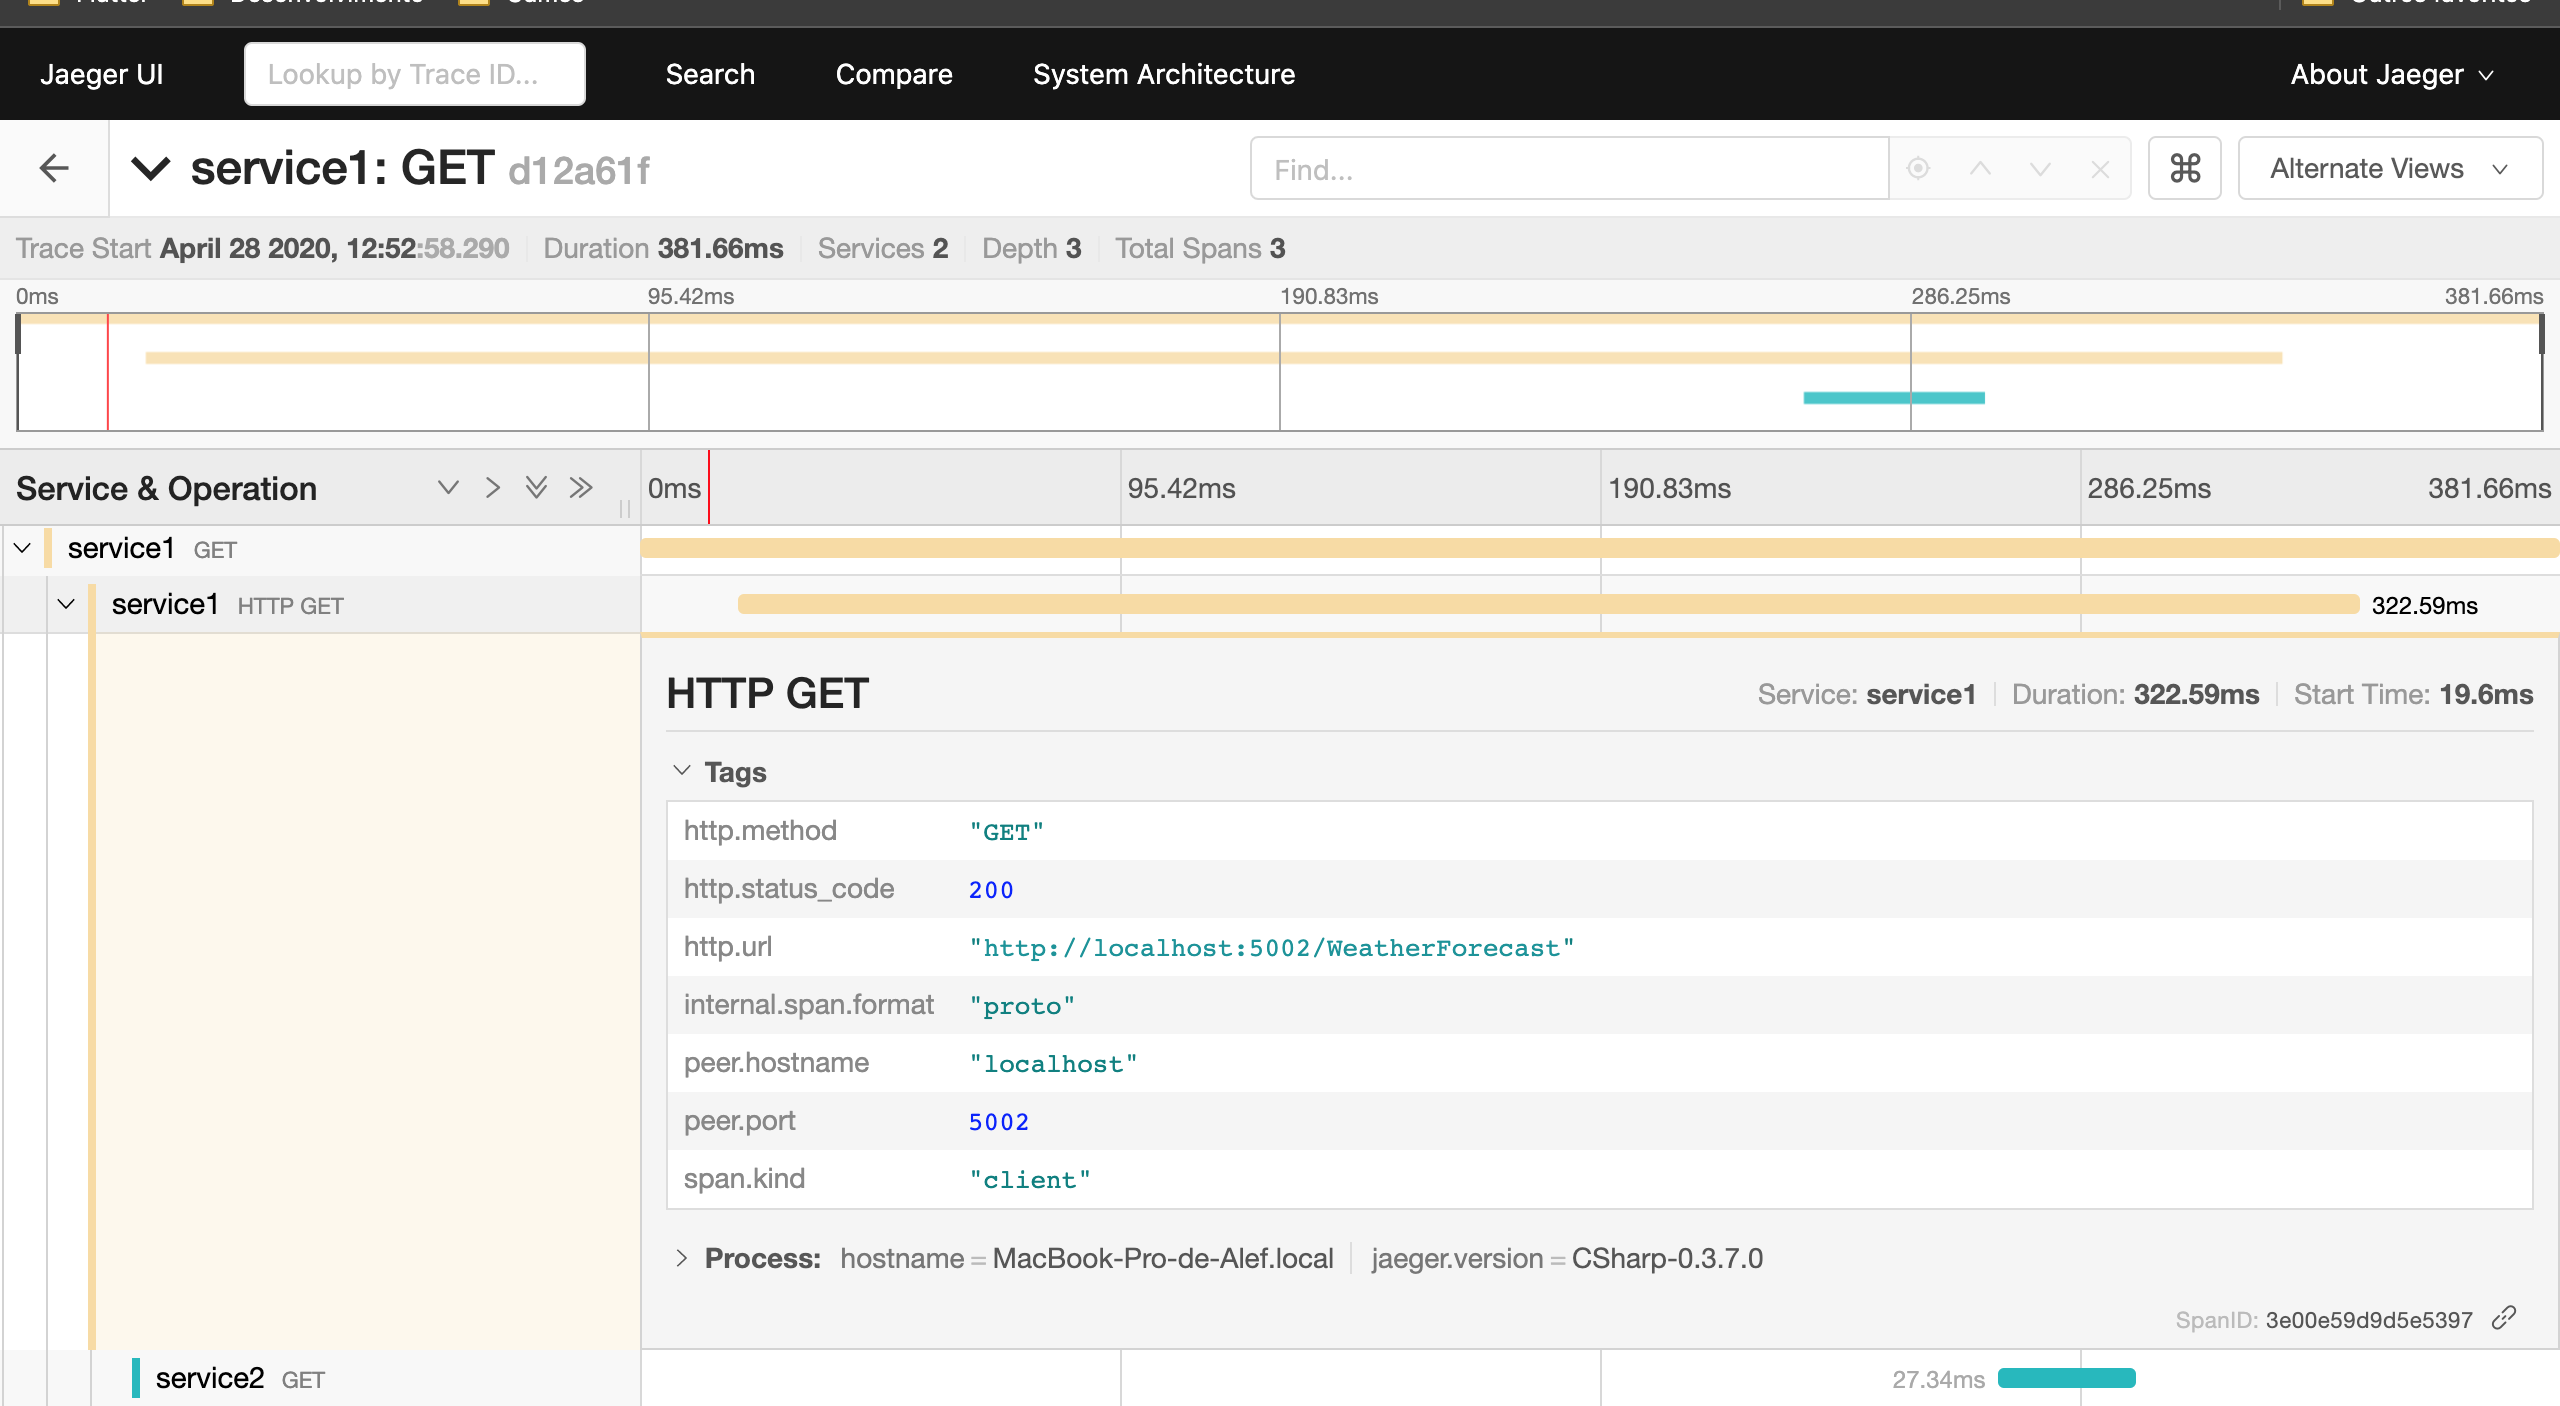 Jaeger UI Lookup by Trace ID... Search Compare System Architecture About Jaeger
service1: GET d12a61f Find... ⌘ Alternate Views
Trace Start April 28 2020, 12:52:58.290 Duration 381.66ms Services 2 Depth 3 Total Spans 3
0ms 95.42ms 190.83ms 286.25ms 381.66ms
Service & Operation 0ms 95.42ms 190.83ms 286.25ms 381.66ms
service1 GET
service1 HTTP GET 322.59ms
HTTP GET Service: service1 Duration: 322.59ms Start Time: 19.6ms
Tags
http.method "GET"
http.status_code 200
http.url "http://localhost:5002/WeatherForecast"
internal.span.format "proto"
peer.hostname "localhost"
peer.port 5002
span.kind "client"
Process: hostname = MacBook-Pro-de-Alef.local jaeger.version = CSharp-0.3.7.0
SpanID: 3e00e59d9d5e5397
service2 GET 27.34ms